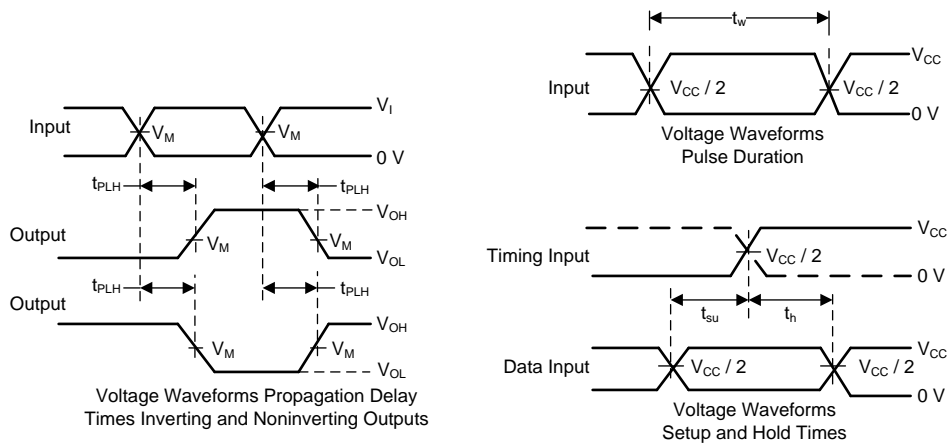 Input
V_M
V_M
V_I
0 V
t_PLH
t_PLH
Output
V_M
V_M
V_OH
V_OL
t_PLH
t_PLH
Output
V_M
V_M
V_OH
V_OL
Voltage Waveforms Propagation Delay
Times Inverting and Noninverting Outputs
t_w
Input
V_CC / 2
V_CC / 2
V_CC
0 V
Voltage Waveforms
Pulse Duration
Timing Input
V_CC / 2
V_CC
0 V
t_su
t_h
Data Input
V_CC / 2
V_CC / 2
V_CC
0 V
Voltage Waveforms
Setup and Hold Times